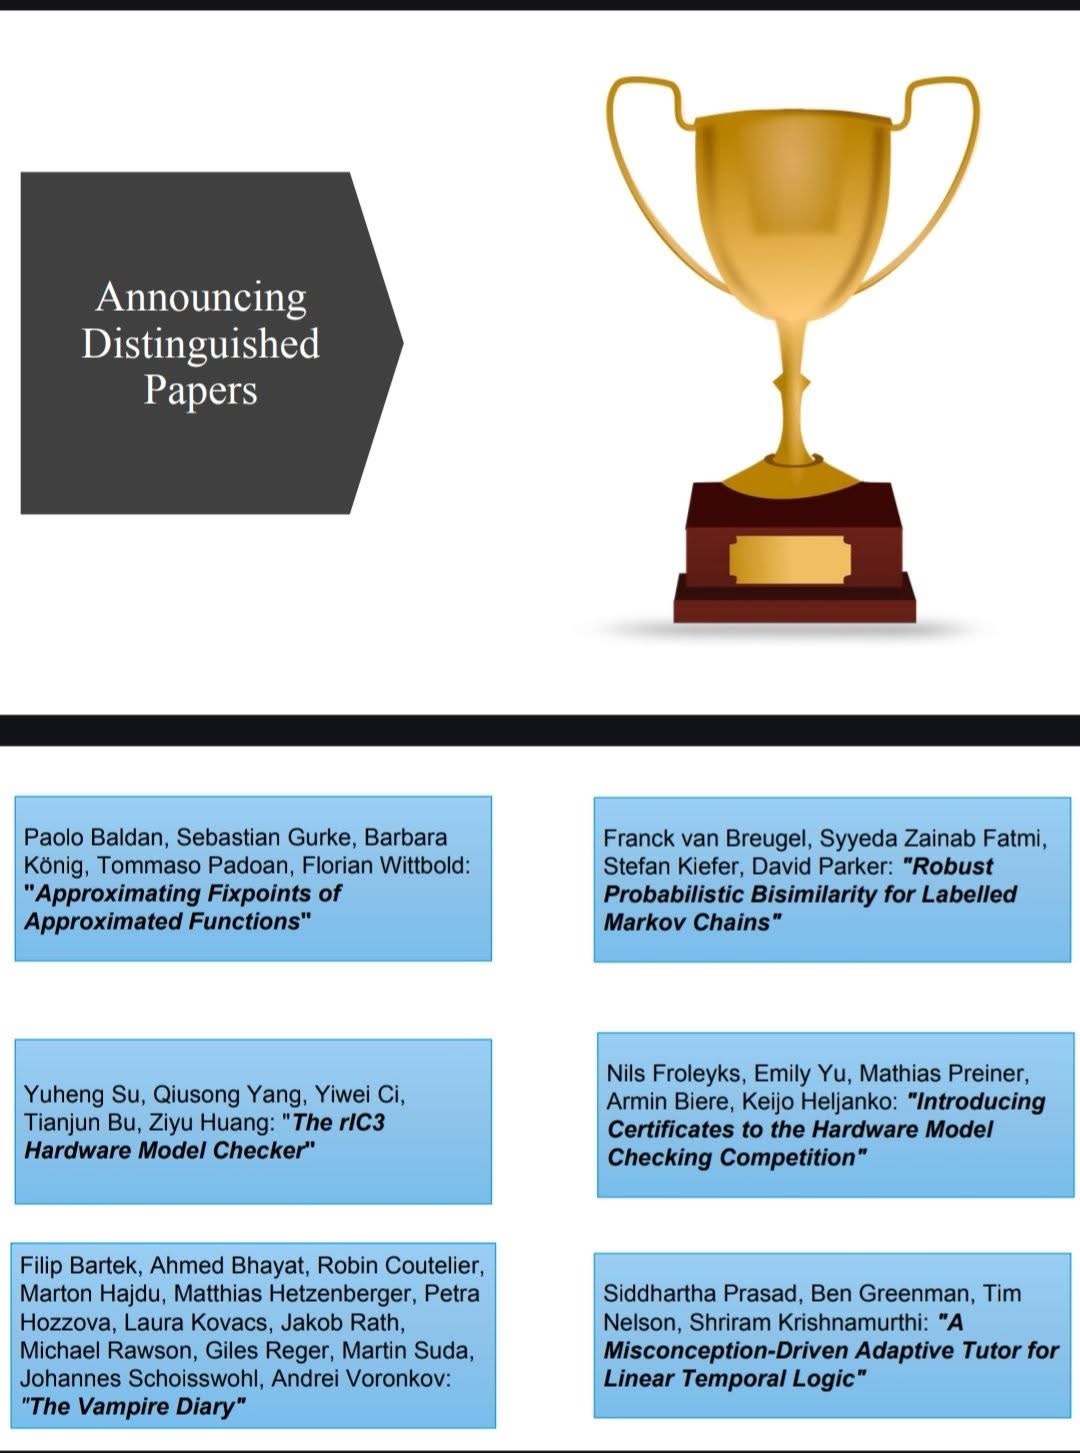 Announcing
Distinguished
Papers
Paolo Baldan, Sebastian Gurke, Barbara
König, Tommaso Padoan, Florian Wittbold:
"Approximating Fixpoints of
Approximated Functions"
Franck van Breugel, Syyeda Zainab Fatmi,
Stefan Kiefer, David Parker: "Robust
Probabilistic Bisimilarity for Labelled
Markov Chains"
Yuheng Su, Qiusong Yang, Yiwei Ci,
Tianjun Bu, Ziyu Huang: "The rIC3
Hardware Model Checker"
Nils Froleyks, Emily Yu, Mathias Preiner,
Armin Biere, Keijo Heljanko: "Introducing
Certificates to the Hardware Model
Checking Competition"
Filip Bartek, Ahmed Bhayat, Robin Coutelier,
Marton Hajdu, Matthias Hetzenberger, Petra
Hozzova, Laura Kovacs, Jakob Rath,
Michael Rawson, Giles Reger, Martin Suda,
Johannes Schoisswohl, Andrei Voronkov:
"The Vampire Diary"
Siddhartha Prasad, Ben Greenman, Tim
Nelson, Shriram Krishnamurthi: "A
Misconception-Driven Adaptive Tutor for
Linear Temporal Logic"